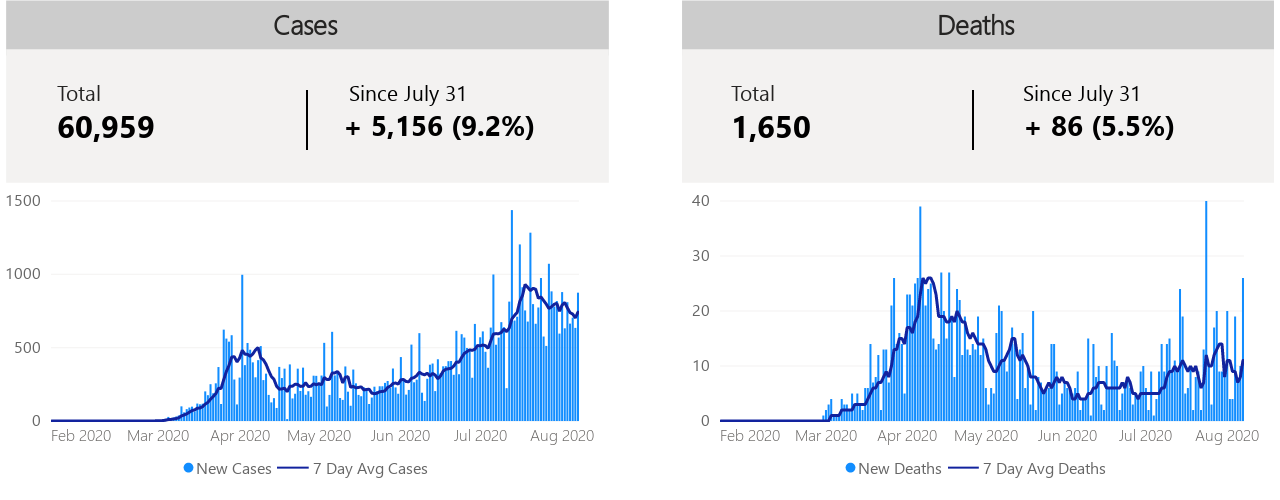 Cases
Total
Since July 31
60,959
+ 5,156 (9.2%)
1500
1000
500
0
Feb 2020 Mar 2020 Apr 2020 May 2020 Jun 2020 Jul 2020 Aug 2020
New Cases 7 Day Avg Cases
Deaths
Total
Since July 31
1,650
+ 86 (5.5%)
40
30
20
10
0
Feb 2020 Mar 2020 Apr 2020 May 2020 Jun 2020 Jul 2020 Aug 2020
New Deaths 7 Day Avg Deaths